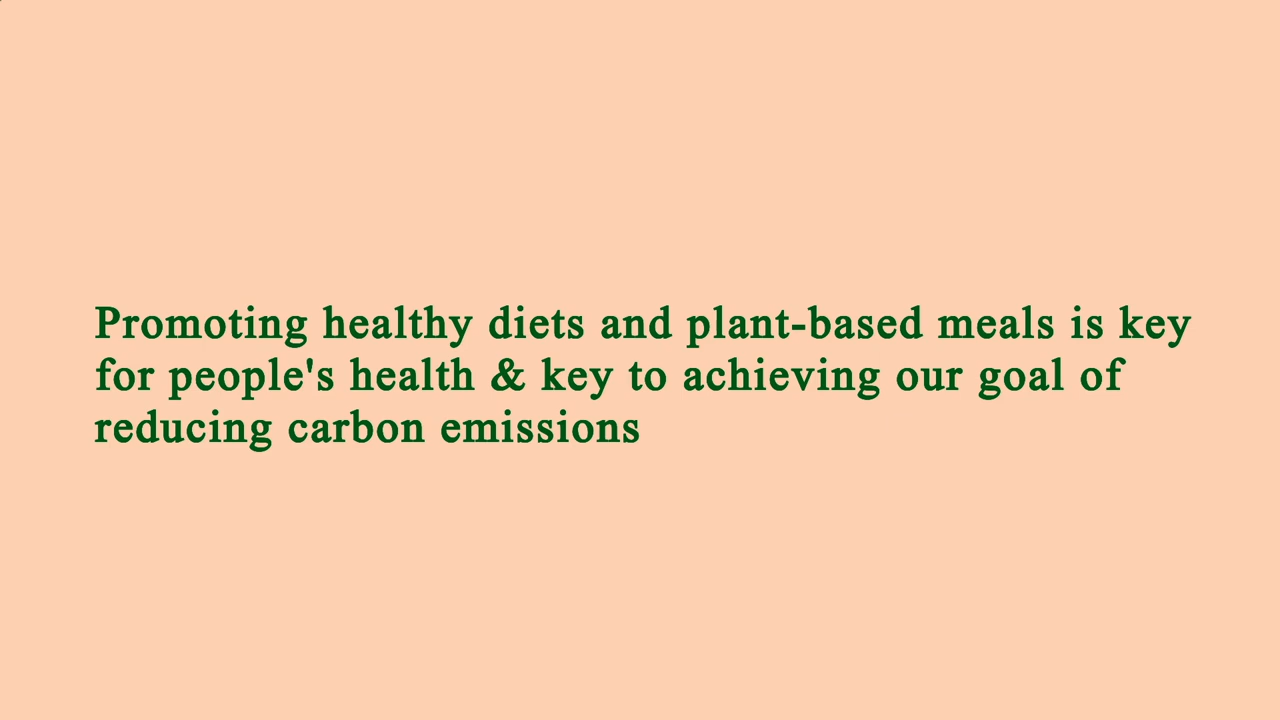 Promoting healthy diets and plant-based meals is key
for people's health & key to achieving our goal of
reducing carbon emissions